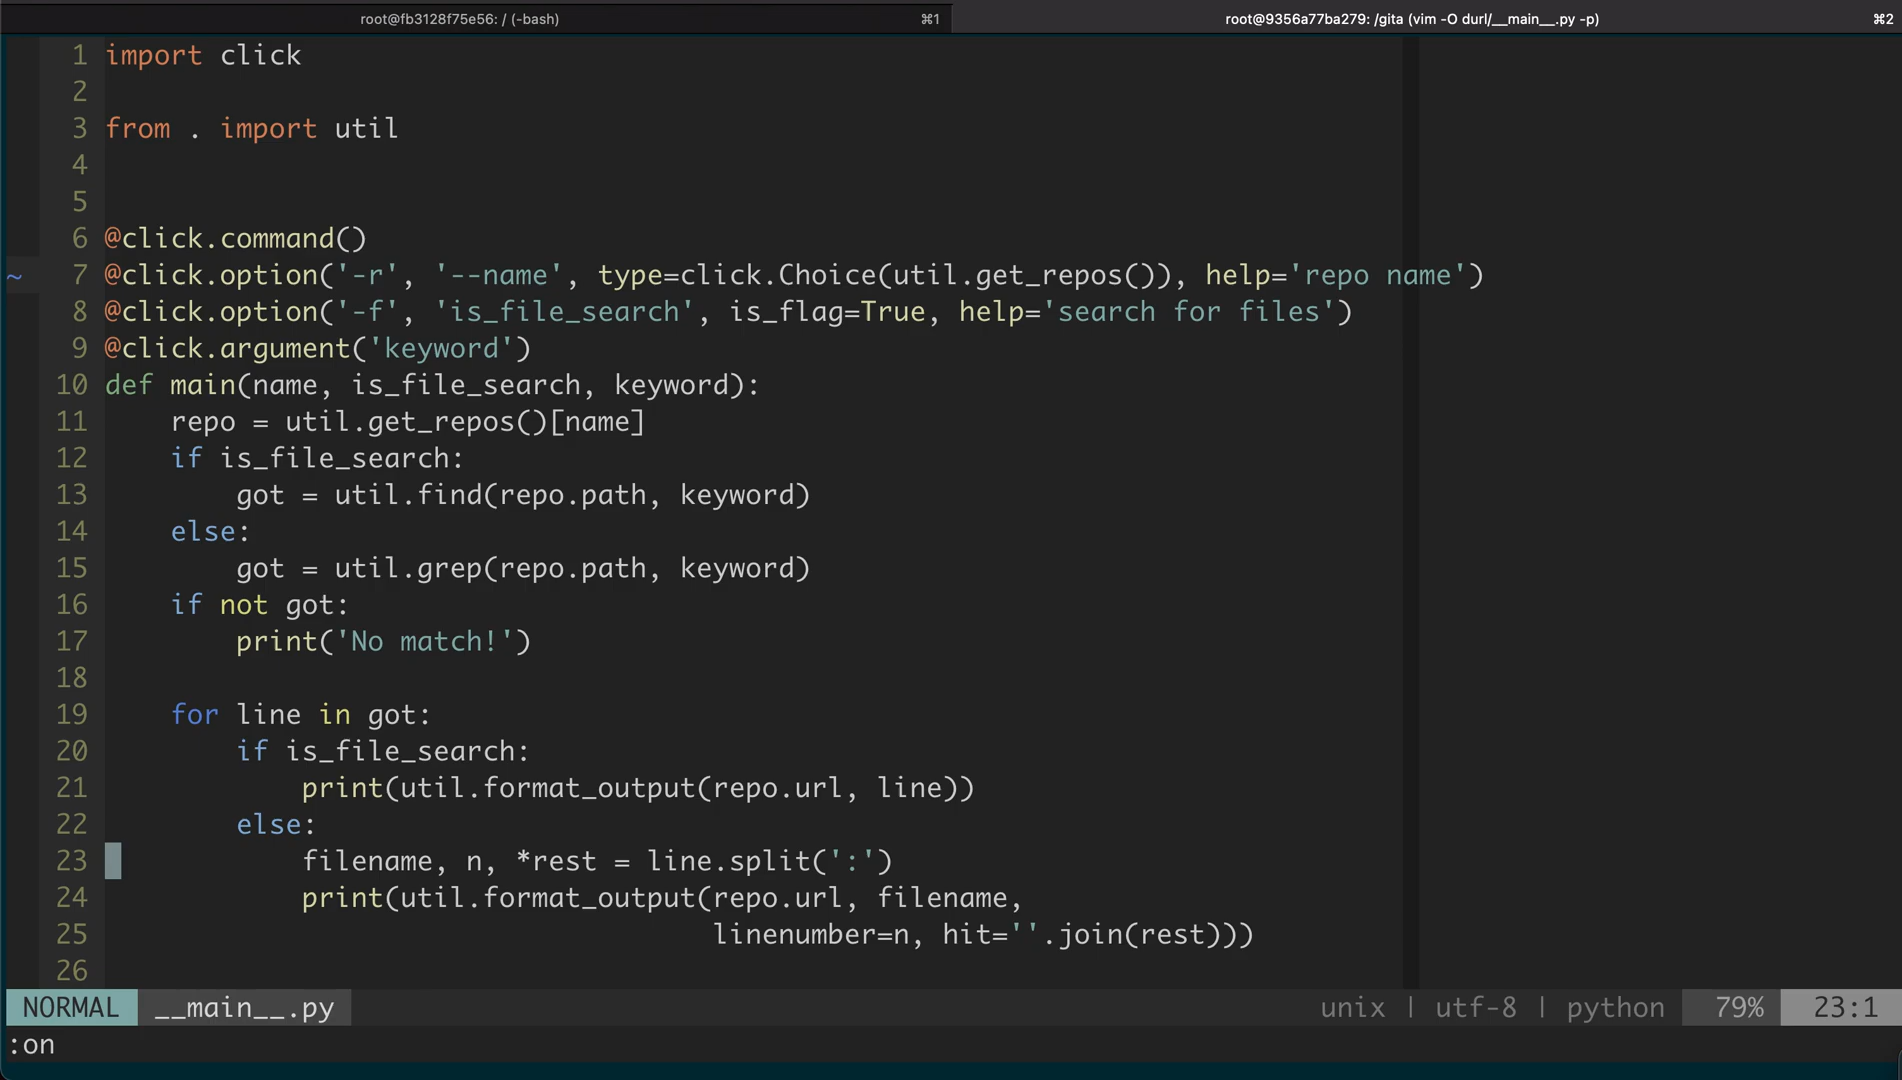 root@fb3128f75e56: / (-bash) ⌘1 root@9356a77ba279: /gita (vim -O durl/__main__.py -p) ⌘2
1 import click
2
3 from . import util
4
5
6 @click.command()
~ 7 @click.option('-r', '--name', type=click.Choice(util.get_repos()), help='repo name')
8 @click.option('-f', 'is_file_search', is_flag=True, help='search for files')
9 @click.argument('keyword')
10 def main(name, is_file_search, keyword):
11     repo = util.get_repos()[name]
12     if is_file_search:
13         got = util.find(repo.path, keyword)
14     else:
15         got = util.grep(repo.path, keyword)
16     if not got:
17         print('No match!')
18
19     for line in got:
20         if is_file_search:
21             print(util.format_output(repo.url, line))
22         else:
23             filename, n, *rest = line.split(':')
24             print(util.format_output(repo.url, filename,
25                                      linenumber=n, hit=''.join(rest)))
26
NORMAL __main__.py unix | utf-8 | python 79% 23:1
:on